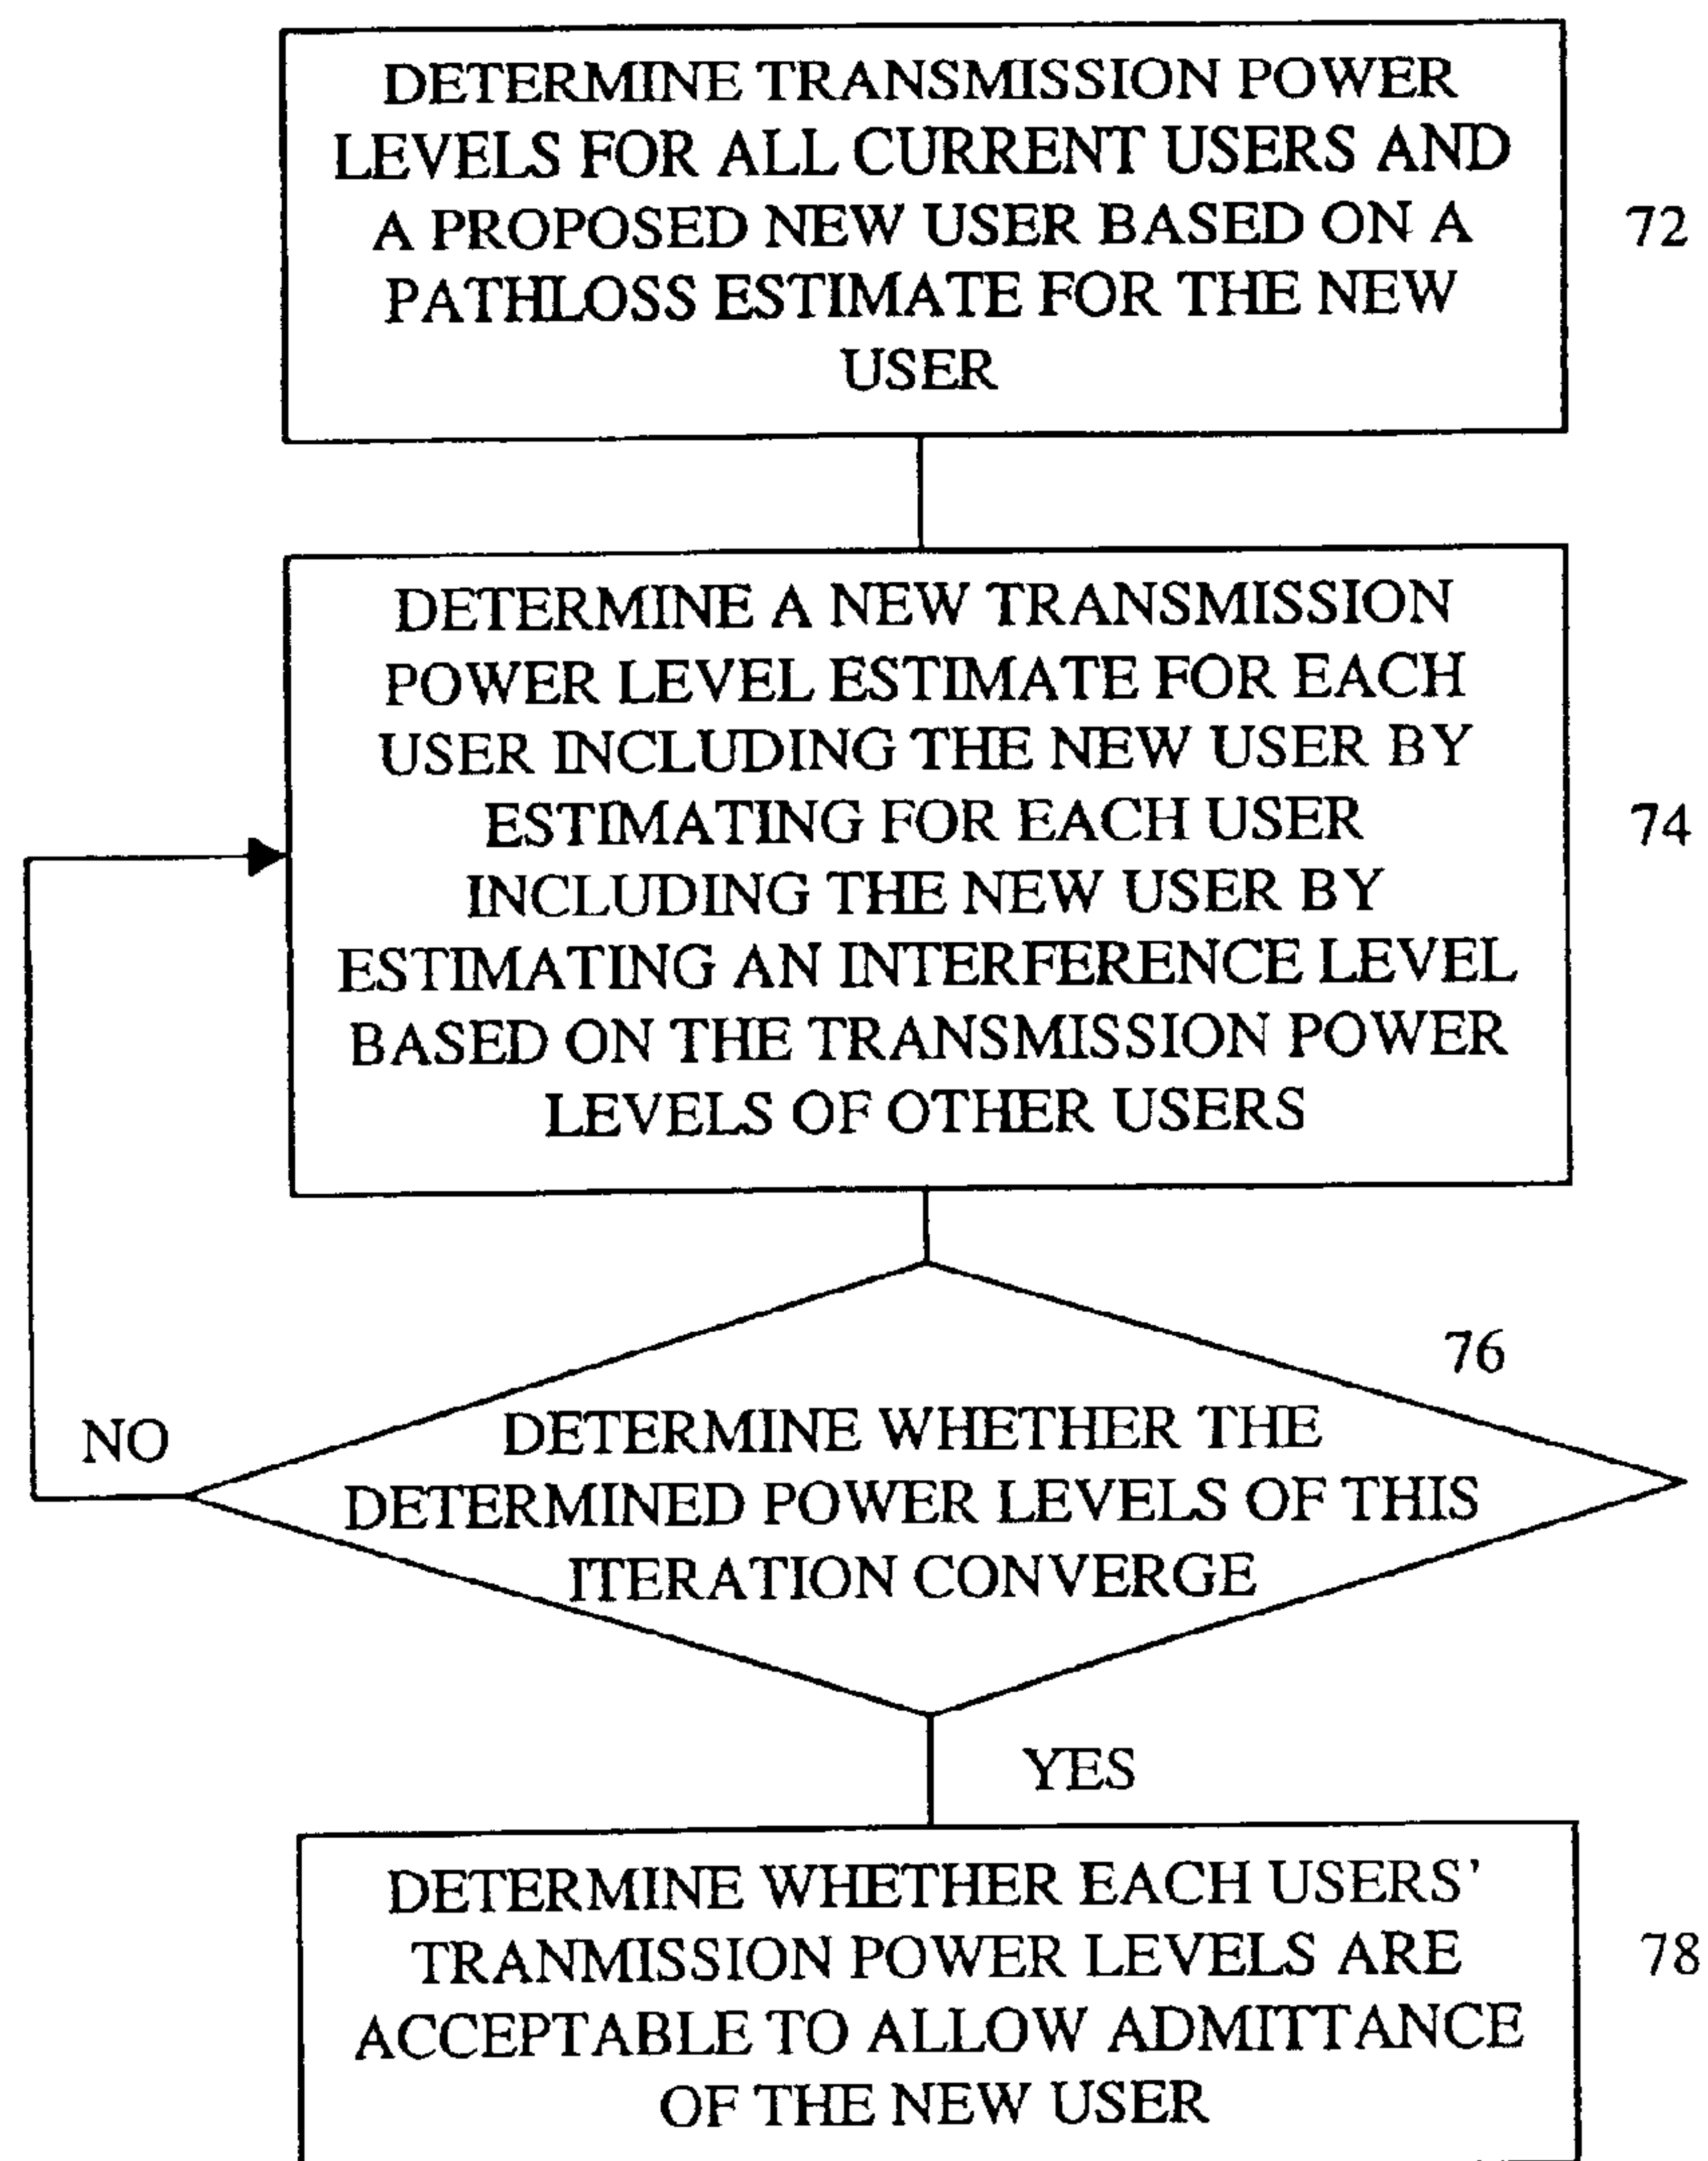 DETERMINE TRANSMISSION POWER
LEVELS FOR ALL CURRENT USERS AND
A PROPOSED NEW USER BASED ON A
PATHLOSS ESTIMATE FOR THE NEW
USER
72
DETERMINE A NEW TRANSMISSION
POWER LEVEL ESTIMATE FOR EACH
USER INCLUDING THE NEW USER BY
ESTIMATING FOR EACH USER
INCLUDING THE NEW USER BY
ESTIMATING AN INTERFERENCE LEVEL
BASED ON THE TRANSMISSION POWER
LEVELS OF OTHER USERS
74
76
NO
DETERMINE WHETHER THE
DETERMINED POWER LEVELS OF THIS
ITERATION CONVERGE
YES
DETERMINE WHETHER EACH USERS'
TRANMISSION POWER LEVELS ARE
ACCEPTABLE TO ALLOW ADMITTANCE
OF THE NEW USER
78